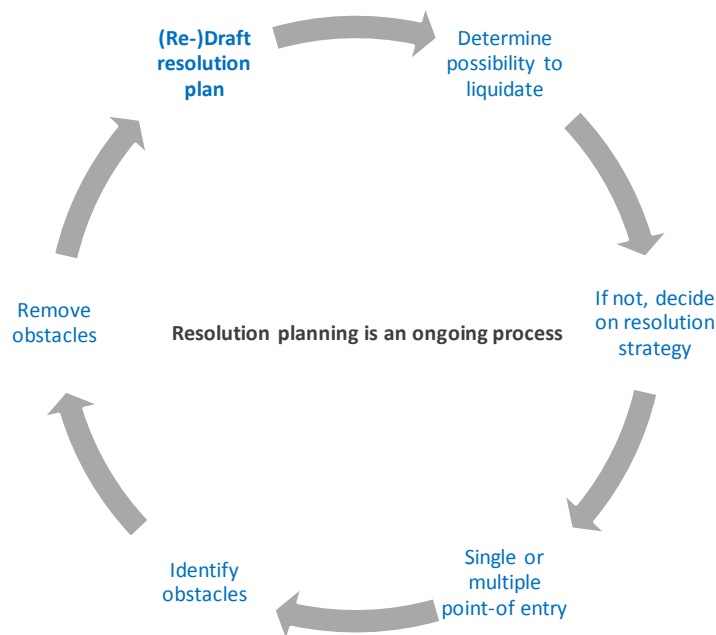 (Re-)Draft
resolution
plan
Determine
possibility to
liquidate
If not, decide
on resolution
strategy
Single or
multiple
point-of entry
Identify
obstacles
Remove
obstacles
Resolution planning is an ongoing process